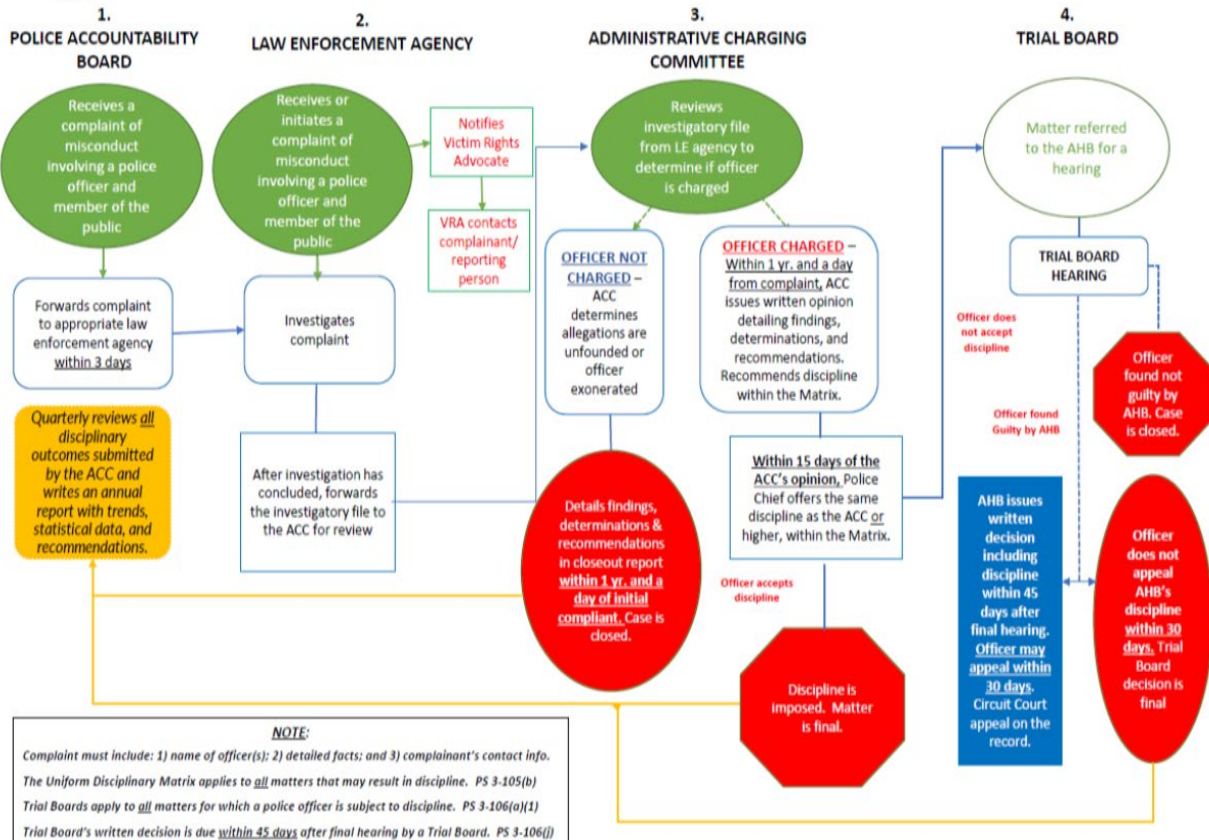 1.
POLICE ACCOUNTABILITY
BOARD
2.
LAW ENFORCEMENT AGENCY
3.
ADMINISTRATIVE CHARGING
COMMITTEE
4.
TRIAL BOARD
Receives a
complaint of
misconduct
involving a police
officer and
member of the
public
Forwards complaint
to appropriate law
enforcement agency
within 3 days
Quarterly reviews all
disciplinary
outcomes submitted
by the ACC and
writes an annual
report with trends,
statistical data, and
recommendations.
Receives or
initiates a
complaint of
misconduct
involving a police
officer and
member of the
public
Notifies
Victim Rights
Advocate
VRA contacts
complainant/
reporting
person
Investigates
complaint
After investigation has
concluded, forwards
the investigatory file to
the ACC for review
Reviews
investigatory file
from LE agency to
determine if officer
is charged
OFFICER NOT
CHARGED –
ACC
determines
allegations are
unfounded or
officer
exonerated
Details findings,
determinations &
recommendations
in closeout report
within 1 yr. and a
day of initial
compliant. Case is
closed.
OFFICER CHARGED –
Within 1 yr. and a day
from complaint, ACC
issues written opinion
detailing findings,
determinations, and
recommendations.
Recommends discipline
within the Matrix.
Within 15 days of the
ACC's opinion, Police
Chief offers the same
discipline as the ACC or
higher, within the Matrix.
Officer accepts
discipline
Discipline is
imposed. Matter
is final.
Officer does
not accept
discipline
Matter referred
to the AHB for a
hearing
TRIAL BOARD
HEARING
Officer
found not
guilty by
AHB. Case
is closed.
Officer found
Guilty by AHB
AHB issues
written
decision
including
discipline
within 45
days after
final hearing.
Officer may
appeal within
30 days.
Circuit Court
appeal on the
record.
Officer
does not
appeal
AHB's
discipline
within 30
days. Trial
Board
decision is
final
NOTE:
Complaint must include: 1) name of officer(s); 2) detailed facts; and 3) complainant's contact info.
The Uniform Disciplinary Matrix applies to all matters that may result in discipline. PS 3-105(b)
Trial Boards apply to all matters for which a police officer is subject to discipline. PS 3-106(a)(1)
Trial Board's written decision is due within 45 days after final hearing by a Trial Board. PS 3-106(j)